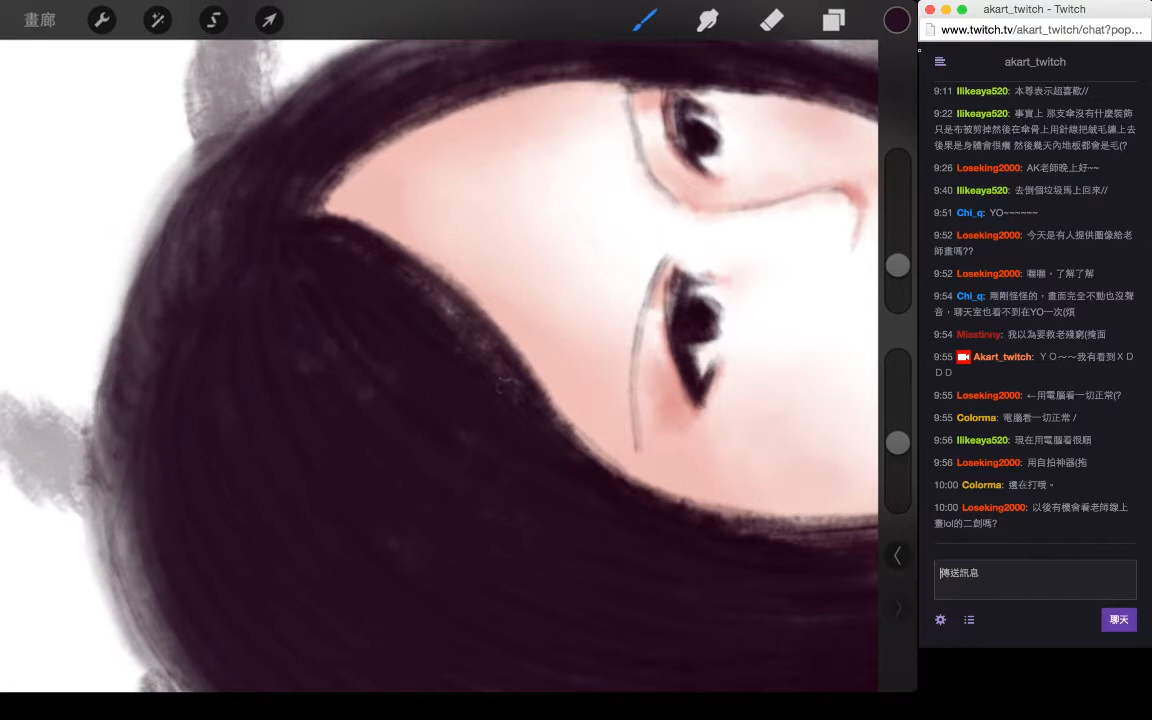 畫廊
akart_twitch - Twitch
www.twitch.tv/akart_twitch/chat?pop...
akart_twitch
9:11 llikeaya520: 本尊表示超喜歡//
9:22 llikeaya520: 事實上 那支傘沒有什麼裝飾
只是布被剪掉然後在傘骨上用針線把絨毛纏上去
後果是身體會很癢 然後幾天內地板都會是毛(?
9:26 Loseking2000: AK老師晚上好~~
9:40 llikeaya520: 去倒個垃圾馬上回來//
9:51 Chi_q: YO~~~~~~
9:52 Loseking2000: 今天是有人提供圖像給老
師畫嗎??
9:52 Loseking2000: 喔喔，了解了解
9:54 Chi_q: 剛剛怪怪的，畫面完全不動也沒聲
音，聊天室也看不到在YO一次(煩
9:54 Misstinny: 我以為要救老殘窮(掩面
9:55 Akart_twitch: ＹＯ～～我有看到ＸＤ
ＤＤ
9:55 Loseking2000: ←用電腦看一切正常(?
9:55 Colorma: 電腦看一切正常 /
9:56 llikeaya520: 現在用電腦看很順
9:56 Loseking2000: 用自拍神器(拖
10:00 Colorma: 還在打哦。
10:00 Loseking2000: 以後有機會看老師線上
畫lol的二創嗎?
傳送訊息
聊天